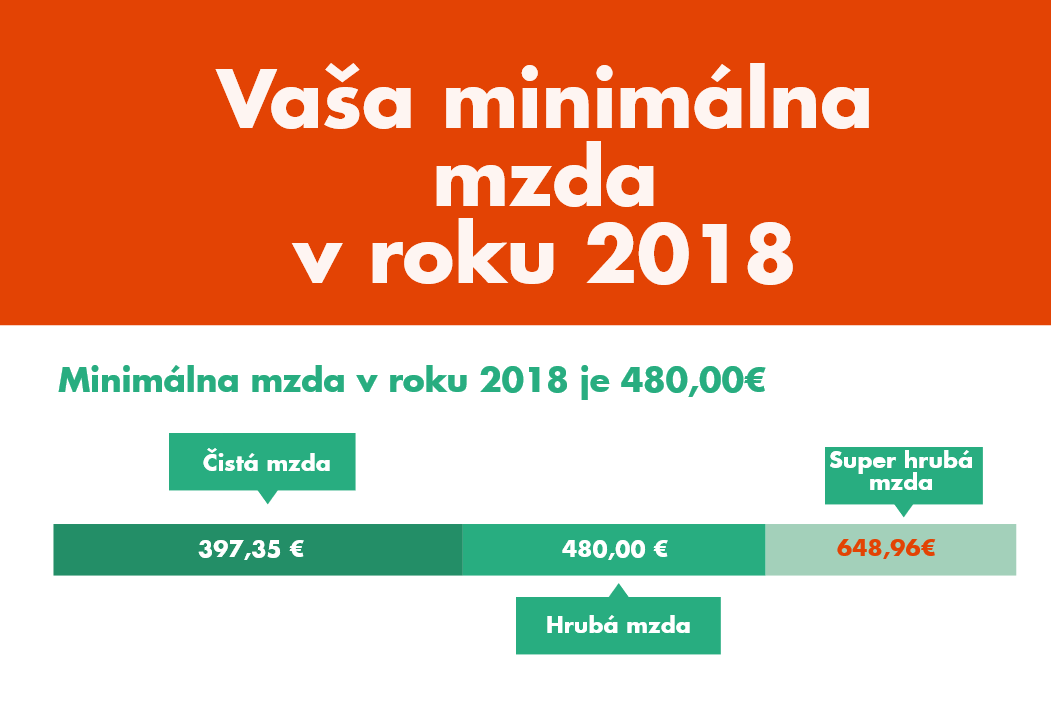 Vaša minimálna
mzda
v roku 2018
Minimálna mzda v roku 2018 je 480,00€
Čistá mzda
Super hrubá
mzda
397,35 €
480,00 €
648,96€
Hrubá mzda